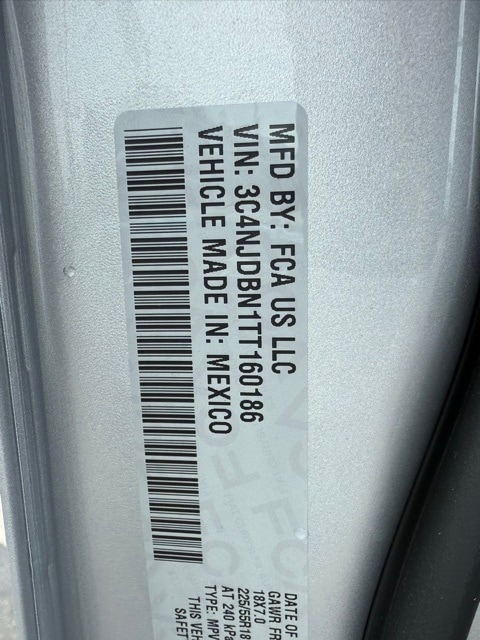 MFD BY: FCA US LLC
VIN: 3C4NJDBN1TT160186
VEHICLE MADE IN: MEXICO
DATE OF
GAWR FR
18X7.0
225/55R18
AT 240 kPa
TYPE: MPV
THIS VEH
SAFET